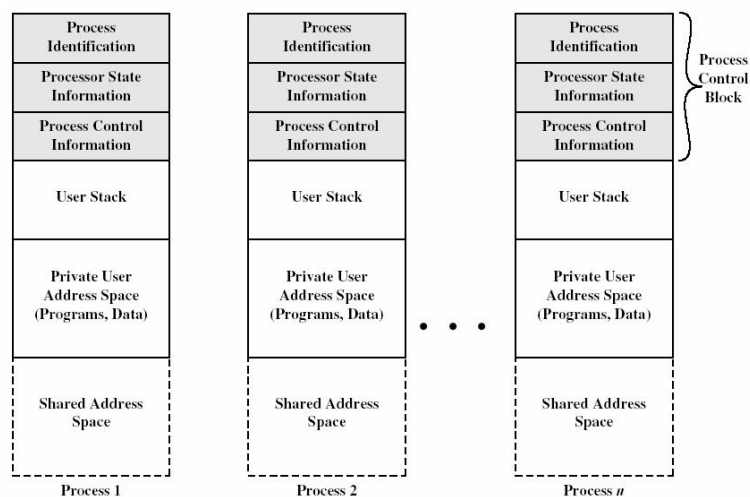 Process
Identification
Processor State
Information
Process Control
Information
User Stack
Private User
Address Space
(Programs, Data)
Shared Address
Space
Process 1
Process
Identification
Processor State
Information
Process Control
Information
User Stack
Private User
Address Space
(Programs, Data)
Shared Address
Space
Process 2
• • •
Process
Identification
Processor State
Information
Process Control
Information
User Stack
Private User
Address Space
(Programs, Data)
Shared Address
Space
Process n
Process
Control
Block